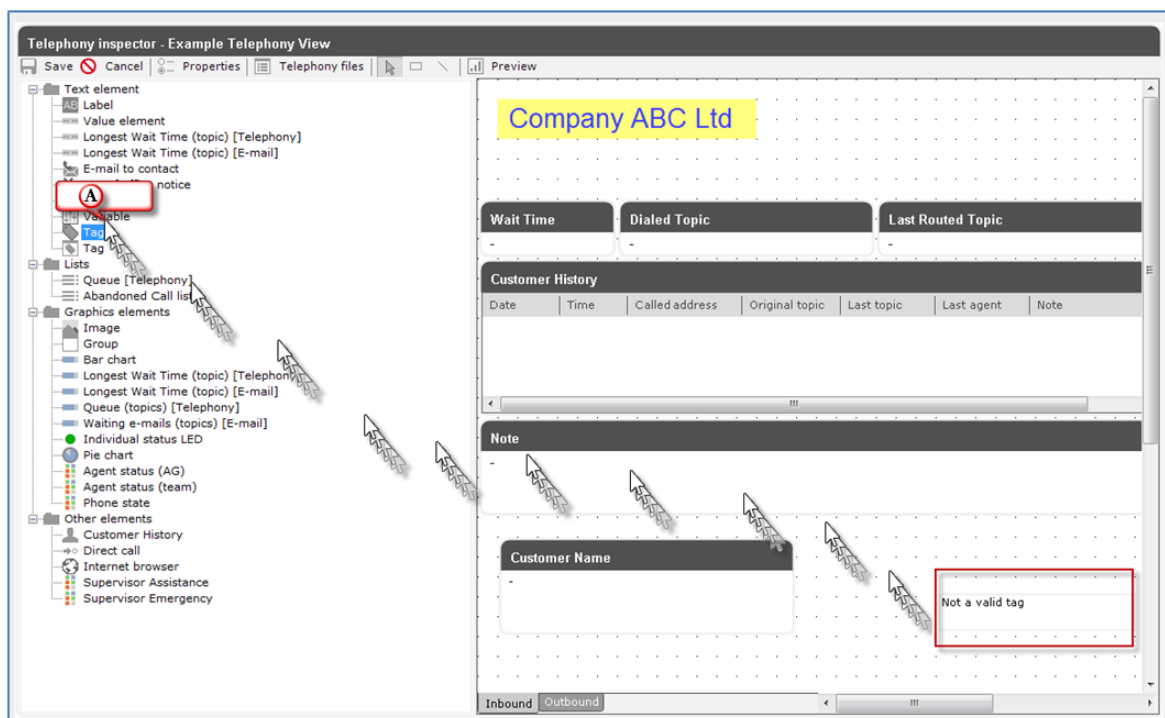 Telephony inspector - Example Telephony View
Save Cancel Properties Telephony files Preview
Text element
AB Label
Value element
Longest Wait Time (topic) [Telephony]
Longest Wait Time (topic) [E-mail]
E-mail to contact
notice
A
Variable
Tag
Tag
Lists
Queue [Telephony]
Abandoned Call list
Graphics elements
Image
Group
Bar chart
Longest Wait Time (topic) [Telephon
Longest Wait Time (topic) [E-mail]
Queue (topics) [Telephony]
Waiting e-mails (topics) [E-mail]
Individual status LED
Pie chart
Agent status (AG)
Agent status (team)
Phone state
Other elements
Customer History
Direct call
Internet browser
Supervisor Assistance
Supervisor Emergency
Company ABC Ltd
Wait Time Dialed Topic Last Routed Topic
- - -
Customer History
Date Time Called address Original topic Last topic Last agent Note
Note
-
Customer Name
-
Not a valid tag
Inbound Outbound